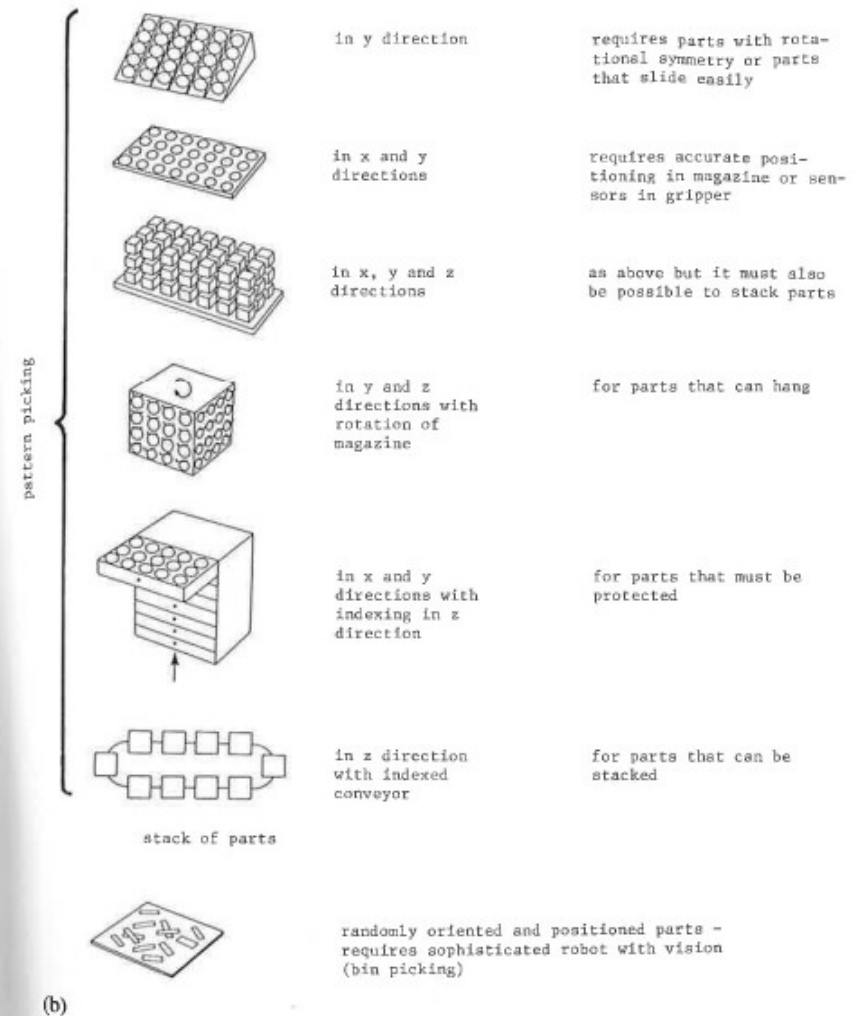 in y direction
requires parts with rota-
tional symmetry or parts
that slide easily
in x and y
directions
requires accurate posi-
tioning in magazine or sen-
sors in gripper
in x, y and z
directions
as above but it must also
be possible to stack parts
pattern picking
in y and z
directions with
rotation of
magazine
for parts that can hang
in x and y
directions with
indexing in z
direction
for parts that must be
protected
in z direction
with indexed
conveyor
for parts that can be
stacked
stack of parts
randomly oriented and positioned parts –
requires sophisticated robot with vision
(bin picking)
(b)